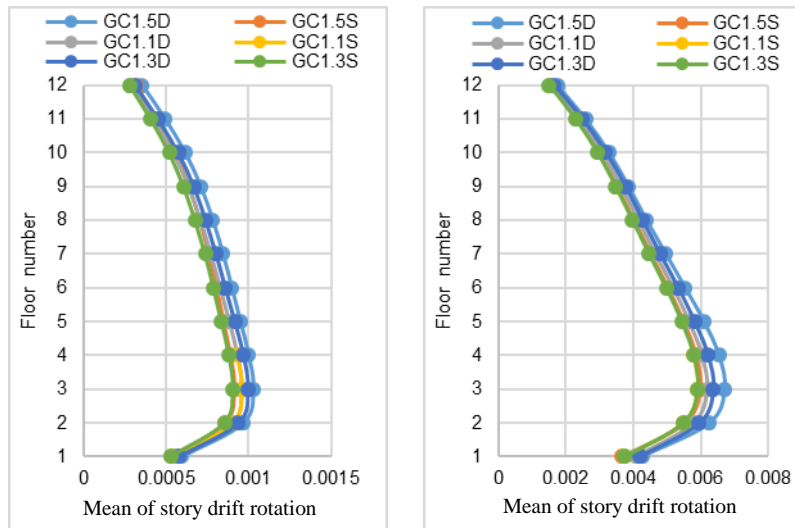 GC1.5D GC1.5S
GC1.1D GC1.1S
GC1.3D GC1.3S
Floor number
12
11
10
9
8
7
6
5
4
3
2
1
0 0.0005 0.001 0.0015
Mean of story drift rotation
GC1.5D GC1.5S
GC1.1D GC1.1S
GC1.3D GC1.3S
Floor number
12
11
10
9
8
7
6
5
4
3
2
1
0 0.002 0.004 0.006 0.008
Mean of story drift rotation